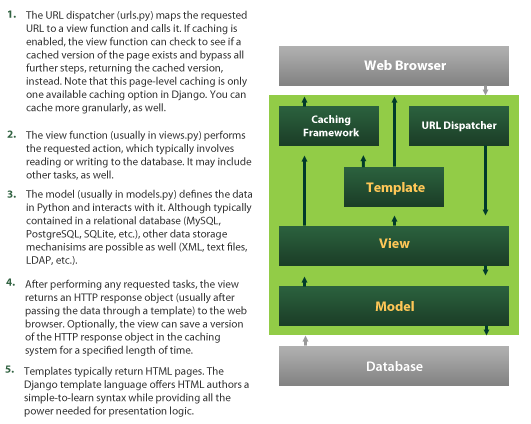 1. The URL dispatcher (urls.py) maps the requested
URL to a view function and calls it. If caching is
enabled, the view function can check to see if a
cached version of the page exists and bypass all
further steps, returning the cached version,
instead. Note that this page-level caching is only
one available caching option in Django. You can
cache more granularly, as well.
2. The view function (usually in views.py) performs
the requested action, which typically involves
reading or writing to the database. It may include
other tasks, as well.
3. The model (usually in models.py) defines the data
in Python and interacts with it. Although typically
contained in a relational database (MySQL,
PostgreSQL, SQLite, etc.), other data storage
mechanisims are possible as well (XML, text files,
LDAP, etc.).
4. After performing any requested tasks, the view
returns an HTTP response object (usually after
passing the data through a template) to the web
browser. Optionally, the view can save a version
of the HTTP response object in the caching
system for a specified length of time.
5. Templates typically return HTML pages. The
Django template language offers HTML authors a
simple-to-learn syntax while providing all the
power needed for presentation logic.
Web Browser
Caching
Framework
URL Dispatcher
Template
View
Model
Database